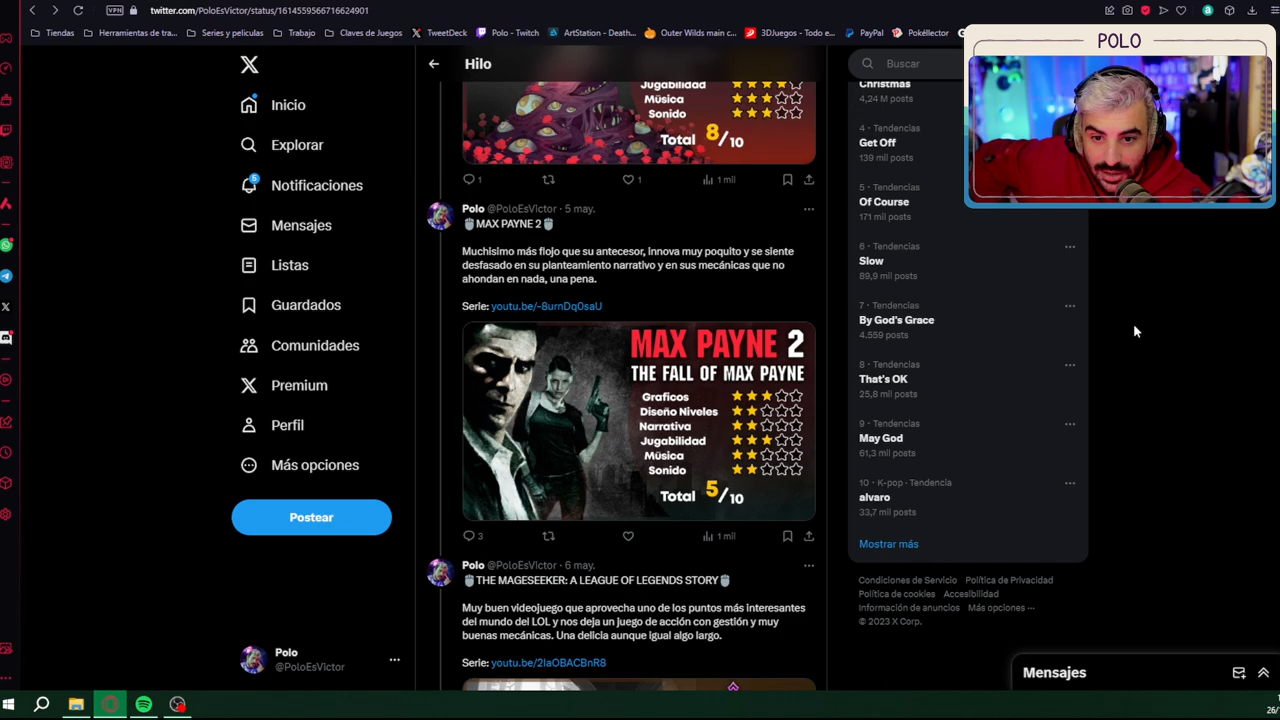 twitter.com/PoloEsVictor/status/1614559566716624901
VPN
Tiendas
Herramientas de tra...
Series y peliculas
Trabajo
Claves de Juegos
TweetDeck
Polo - Twitch
ArtStation - Death...
Outer Wilds main c...
3DJuegos - Todo e...
PayPal
Pokéllector
POLO
Inicio
Explorar
5
Notificaciones
Mensajes
Listas
Guardados
Comunidades
Premium
Perfil
Más opciones
Postear
Polo
@PoloEsVictor
Hilo
Jugabilidad
Mùsica
Sonido
Total 8/10
1
1
1 mil
Polo @PoloEsVictor · 5 may.
MAX PAYNE 2
Muchisimo más flojo que su antecesor, innova muy poquito y se siente
desfasado en su planteamiento narrativo y en sus mecánicas que no
ahondan en nada, una pena.
Serie: youtu.be/-8urnDq0saU
MAX PAYNE 2
THE FALL OF MAX PAYNE
Graficos
Diseño Niveles
Narrativa
Jugabilidad
Mùsica
Sonido
Total 5/10
3
1 mil
Polo @PoloEsVictor · 6 may.
THE MAGESEEKER: A LEAGUE OF LEGENDS STORY
Muy buen videojuego que aprovecha uno de los puntos más interesantes
del mundo del LOL y nos deja un juego de acción con gestión y muy
buenas mecánicas. Una delicia aunque igual algo largo.
Serie: youtu.be/2IaOBACBnR8
Buscar
Christmas
4,24 M posts
4 · Tendencias
Get Off
139 mil posts
5 · Tendencias
Of Course
171 mil posts
6 · Tendencias
Slow
89,9 mil posts
7 · Tendencias
By God's Grace
4.559 posts
8 · Tendencias
That's OK
25,8 mil posts
9 · Tendencias
May God
61,3 mil posts
10 · K-pop · Tendencia
alvaro
33,7 mil posts
Mostrar más
Condiciones de Servicio Política de Privacidad
Política de cookies Accesibilidad
Información de anuncios Más opciones ···
© 2023 X Corp.
Mensajes
26/